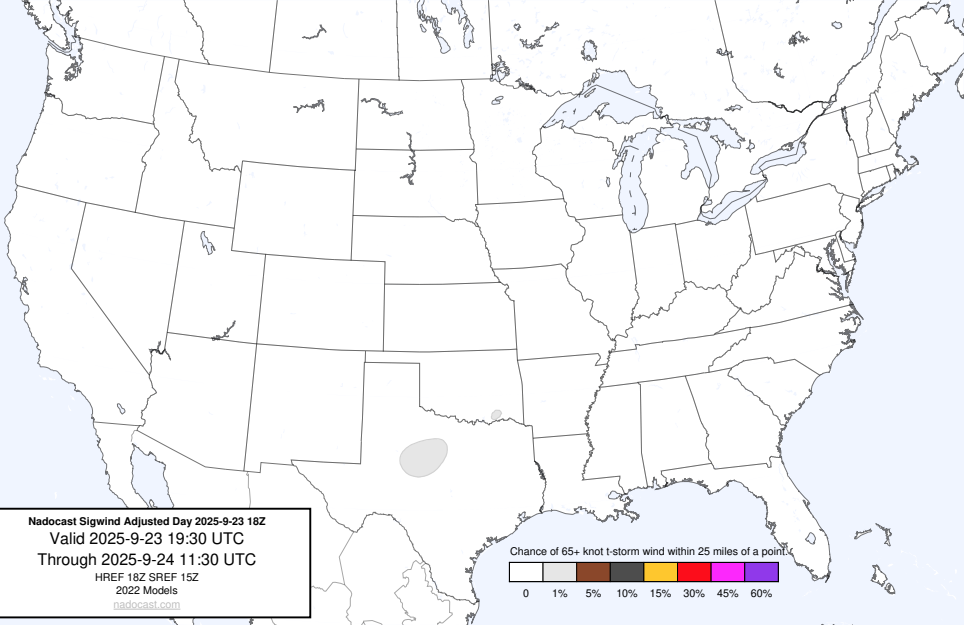 Nadocast Sigwind Adjusted Day 2025-9-23 18Z
Valid 2025-9-23 19:30 UTC
Through 2025-9-24 11:30 UTC
HREF 18Z SREF 15Z
2022 Models
nadocast.com
Chance of 65+ knot t-storm wind within 25 miles of a point.
0 1% 5% 10% 15% 30% 45% 60%